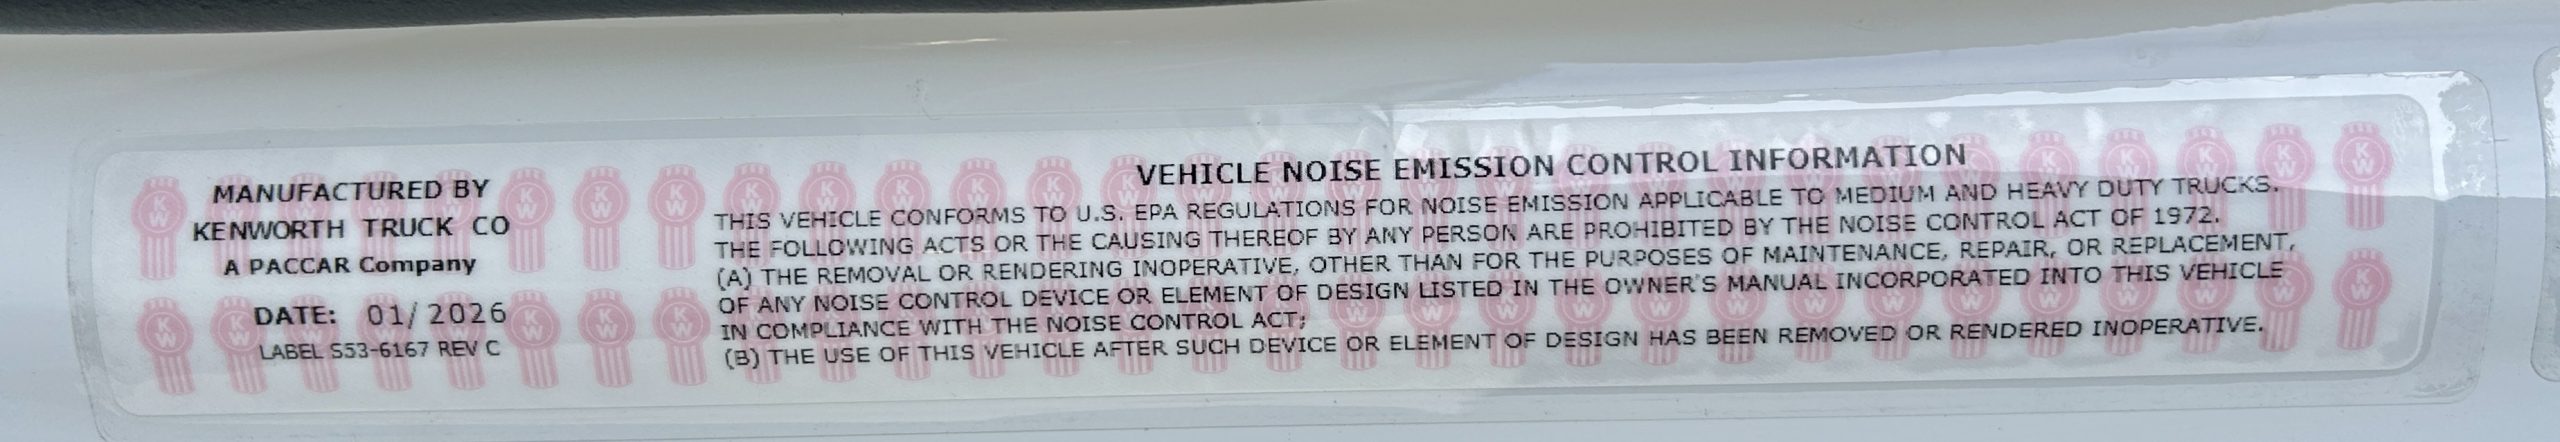 MANUFACTURED BY
KENWORTH TRUCK CO
A PACCAR Company
DATE: 01/ 2026
LABEL S53-6167 REV C
VEHICLE NOISE EMISSION CONTROL INFORMATION
THIS VEHICLE CONFORMS TO U.S. EPA REGULATIONS FOR NOISE EMISSION APPLICABLE TO MEDIUM AND HEAVY DUTY TRUCKS.
THE FOLLOWING ACTS OR THE CAUSING THEREOF BY ANY PERSON ARE PROHIBITED BY THE NOISE CONTROL ACT OF 1972.
(A) THE REMOVAL OR RENDERING INOPERATIVE, OTHER THAN FOR THE PURPOSES OF MAINTENANCE, REPAIR, OR REPLACEMENT,
OF ANY NOISE CONTROL DEVICE OR ELEMENT OF DESIGN LISTED IN THE OWNER'S MANUAL INCORPORATED INTO THIS VEHICLE
IN COMPLIANCE WITH THE NOISE CONTROL ACT;
(B) THE USE OF THIS VEHICLE AFTER SUCH DEVICE OR ELEMENT OF DESIGN HAS BEEN REMOVED OR RENDERED INOPERATIVE.